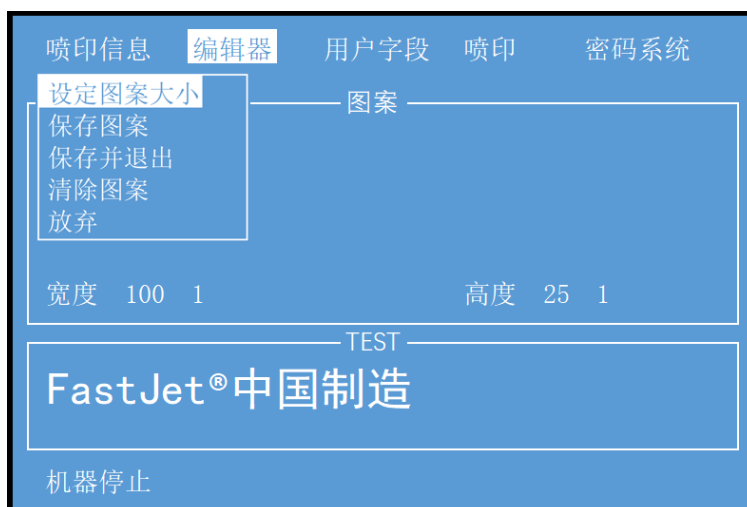 喷印信息 编辑器 用户字段 喷印 密码系统
设定图案大小
图案
保存图案
保存并退出
清除图案
放弃
宽度 100 1 高度 25 1
TEST
FastJet®中国制造
机器停止